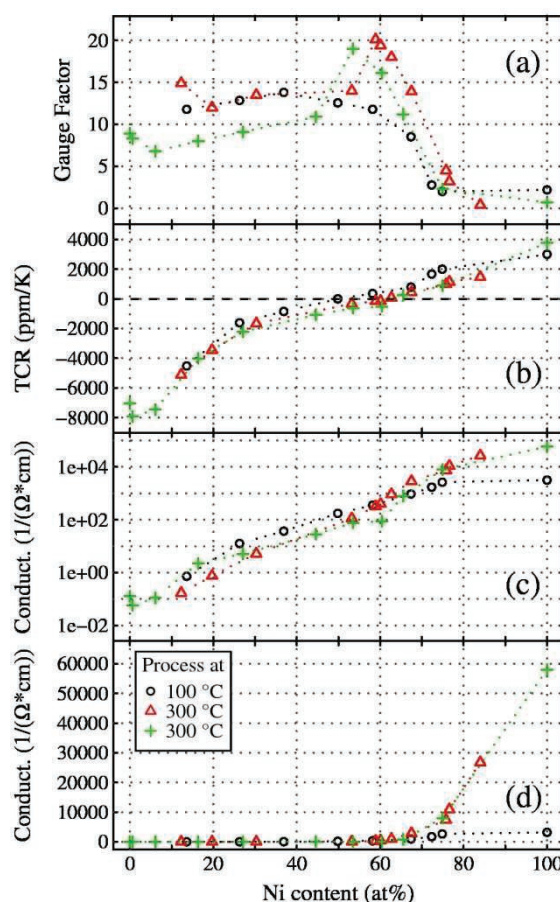 20
15
10
5
0
Gauge Factor
(a)
4000
2000
0
−2000
−4000
−6000
−8000
TCR (ppm/K)
(b)
1e+04
1e+02
1e+00
1e−02
Conduct. (1/(Ω*cm))
(c)
60000
50000
40000
30000
20000
10000
0
Conduct. (1/(Ω*cm))
Process at
100 °C
300 °C
300 °C
(d)
0 20 40 60 80 100
Ni content (at%)